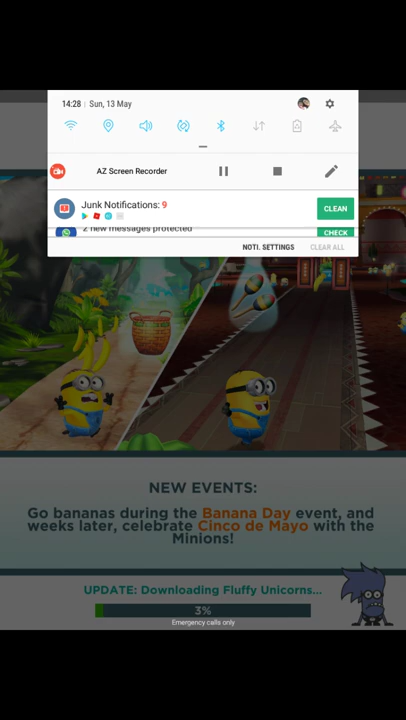 14:28 | Sun, 13 May
AZ Screen Recorder
Junk Notifications: 9
CLEAN
2 new messages protected
CHECK
NOTI. SETTINGS
CLEAR ALL
NEW EVENTS:
Go bananas during the Banana Day event, and
weeks later, celebrate Cinco de Mayo with the
Minions!
UPDATE: Downloading Fluffy Unicorns...
3%
Emergency calls only